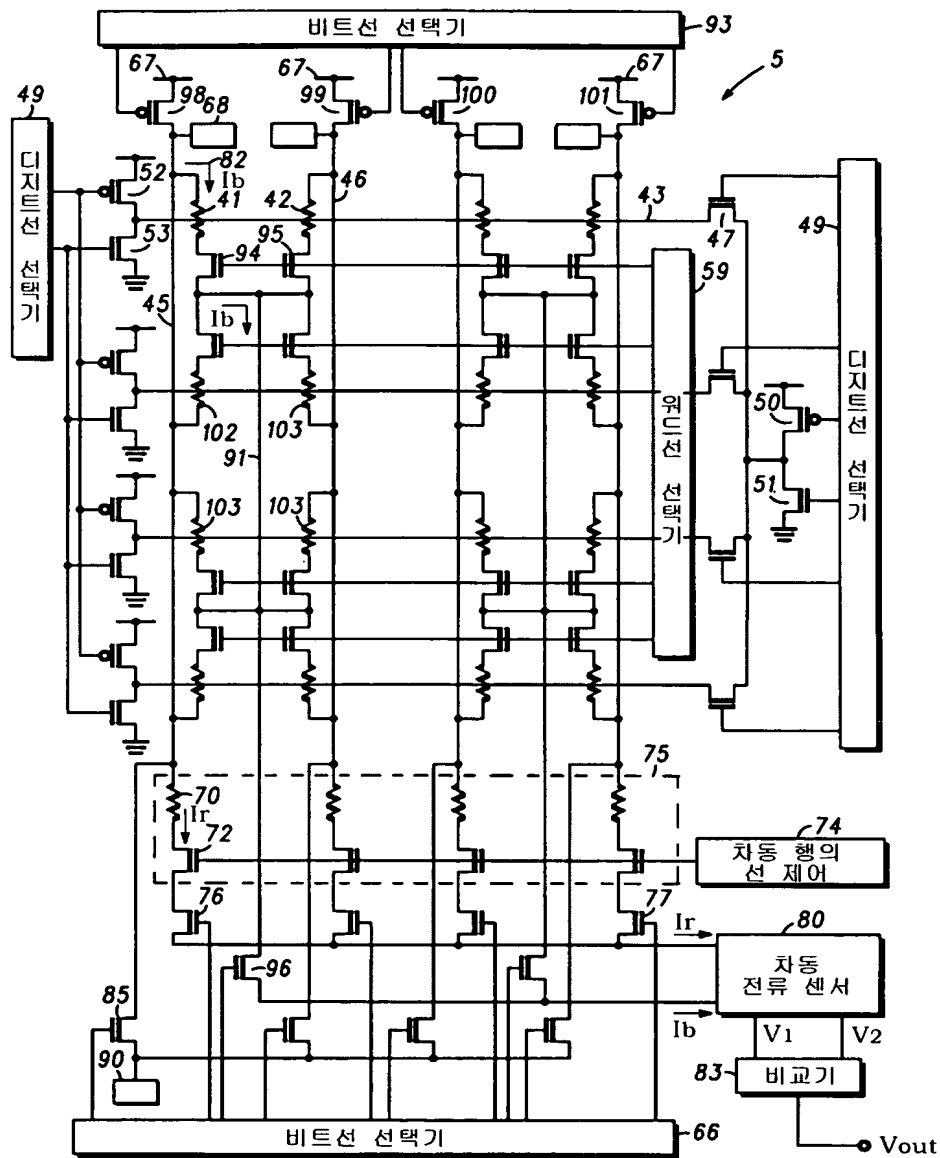 비트선 선택기
93
67
67
67
5
98
68
99
100
101
49
디지트선 선택기
52
53
82
Ib
41
42
46
43
47
49
디지트선 선택기
94
95
59
워드선 선택기
45
Ib
102
103
91
50
51
103
103
75
70
Ir
72
74
차동 행의
선 제어
76
77
Ir
80
차동
전류 센서
96
Ib
V1
V2
85
90
83
비교기
비트선 선택기
66
Vout